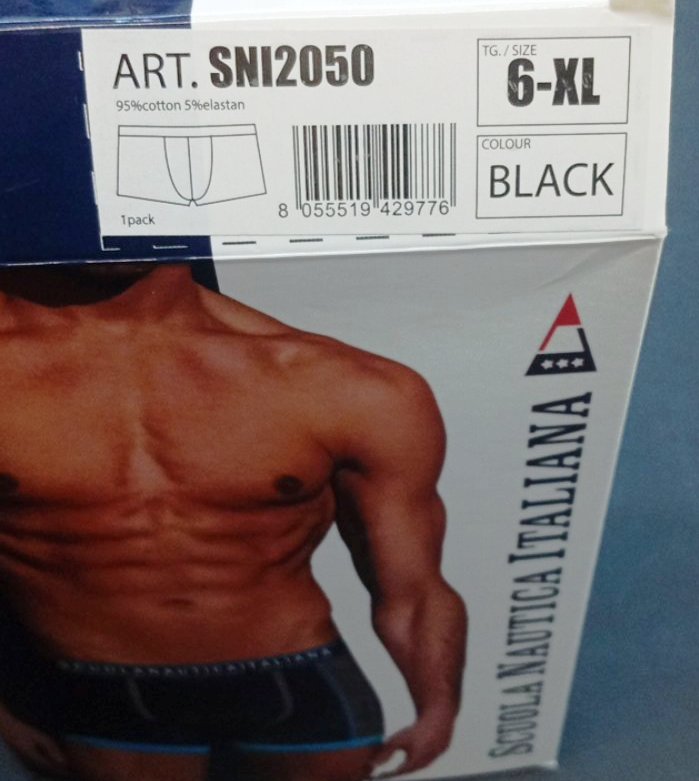 ART. SNI2050
95%cotton 5%elastan
1pack
8 055519 429776
TG. / SIZE
6-XL
COLOUR
BLACK
SCUOLA NAUTICA ITALIANA
SCUOLANAUTICAITALIANA